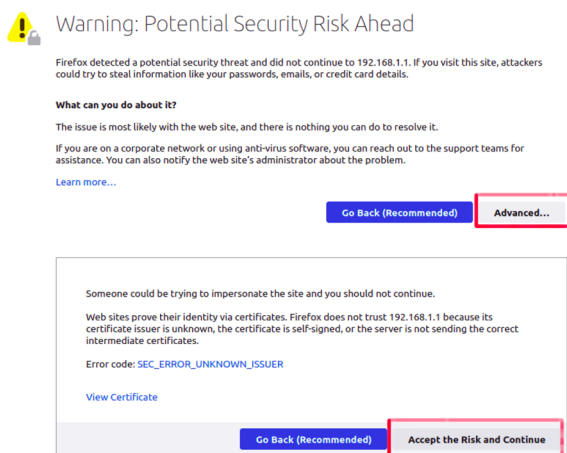 Warning: Potential Security Risk Ahead
Firefox detected a potential security threat and did not continue to 192.168.1.1. If you visit this site, attackers
could try to steal information like your passwords, emails, or credit card details.
What can you do about it?
The issue is most likely with the web site, and there is nothing you can do to resolve it.
If you are on a corporate network or using anti-virus software, you can reach out to the support teams for
assistance. You can also notify the web site's administrator about the problem.
Learn more…
Go Back (Recommended)
Advanced...
Someone could be trying to impersonate the site and you should not continue.
Web sites prove their identity via certificates. Firefox does not trust 192.168.1.1 because its
certificate issuer is unknown, the certificate is self-signed, or the server is not sending the correct
intermediate certificates.
Error code: SEC_ERROR_UNKNOWN_ISSUER
View Certificate
Go Back (Recommended)
Accept the Risk and Continue